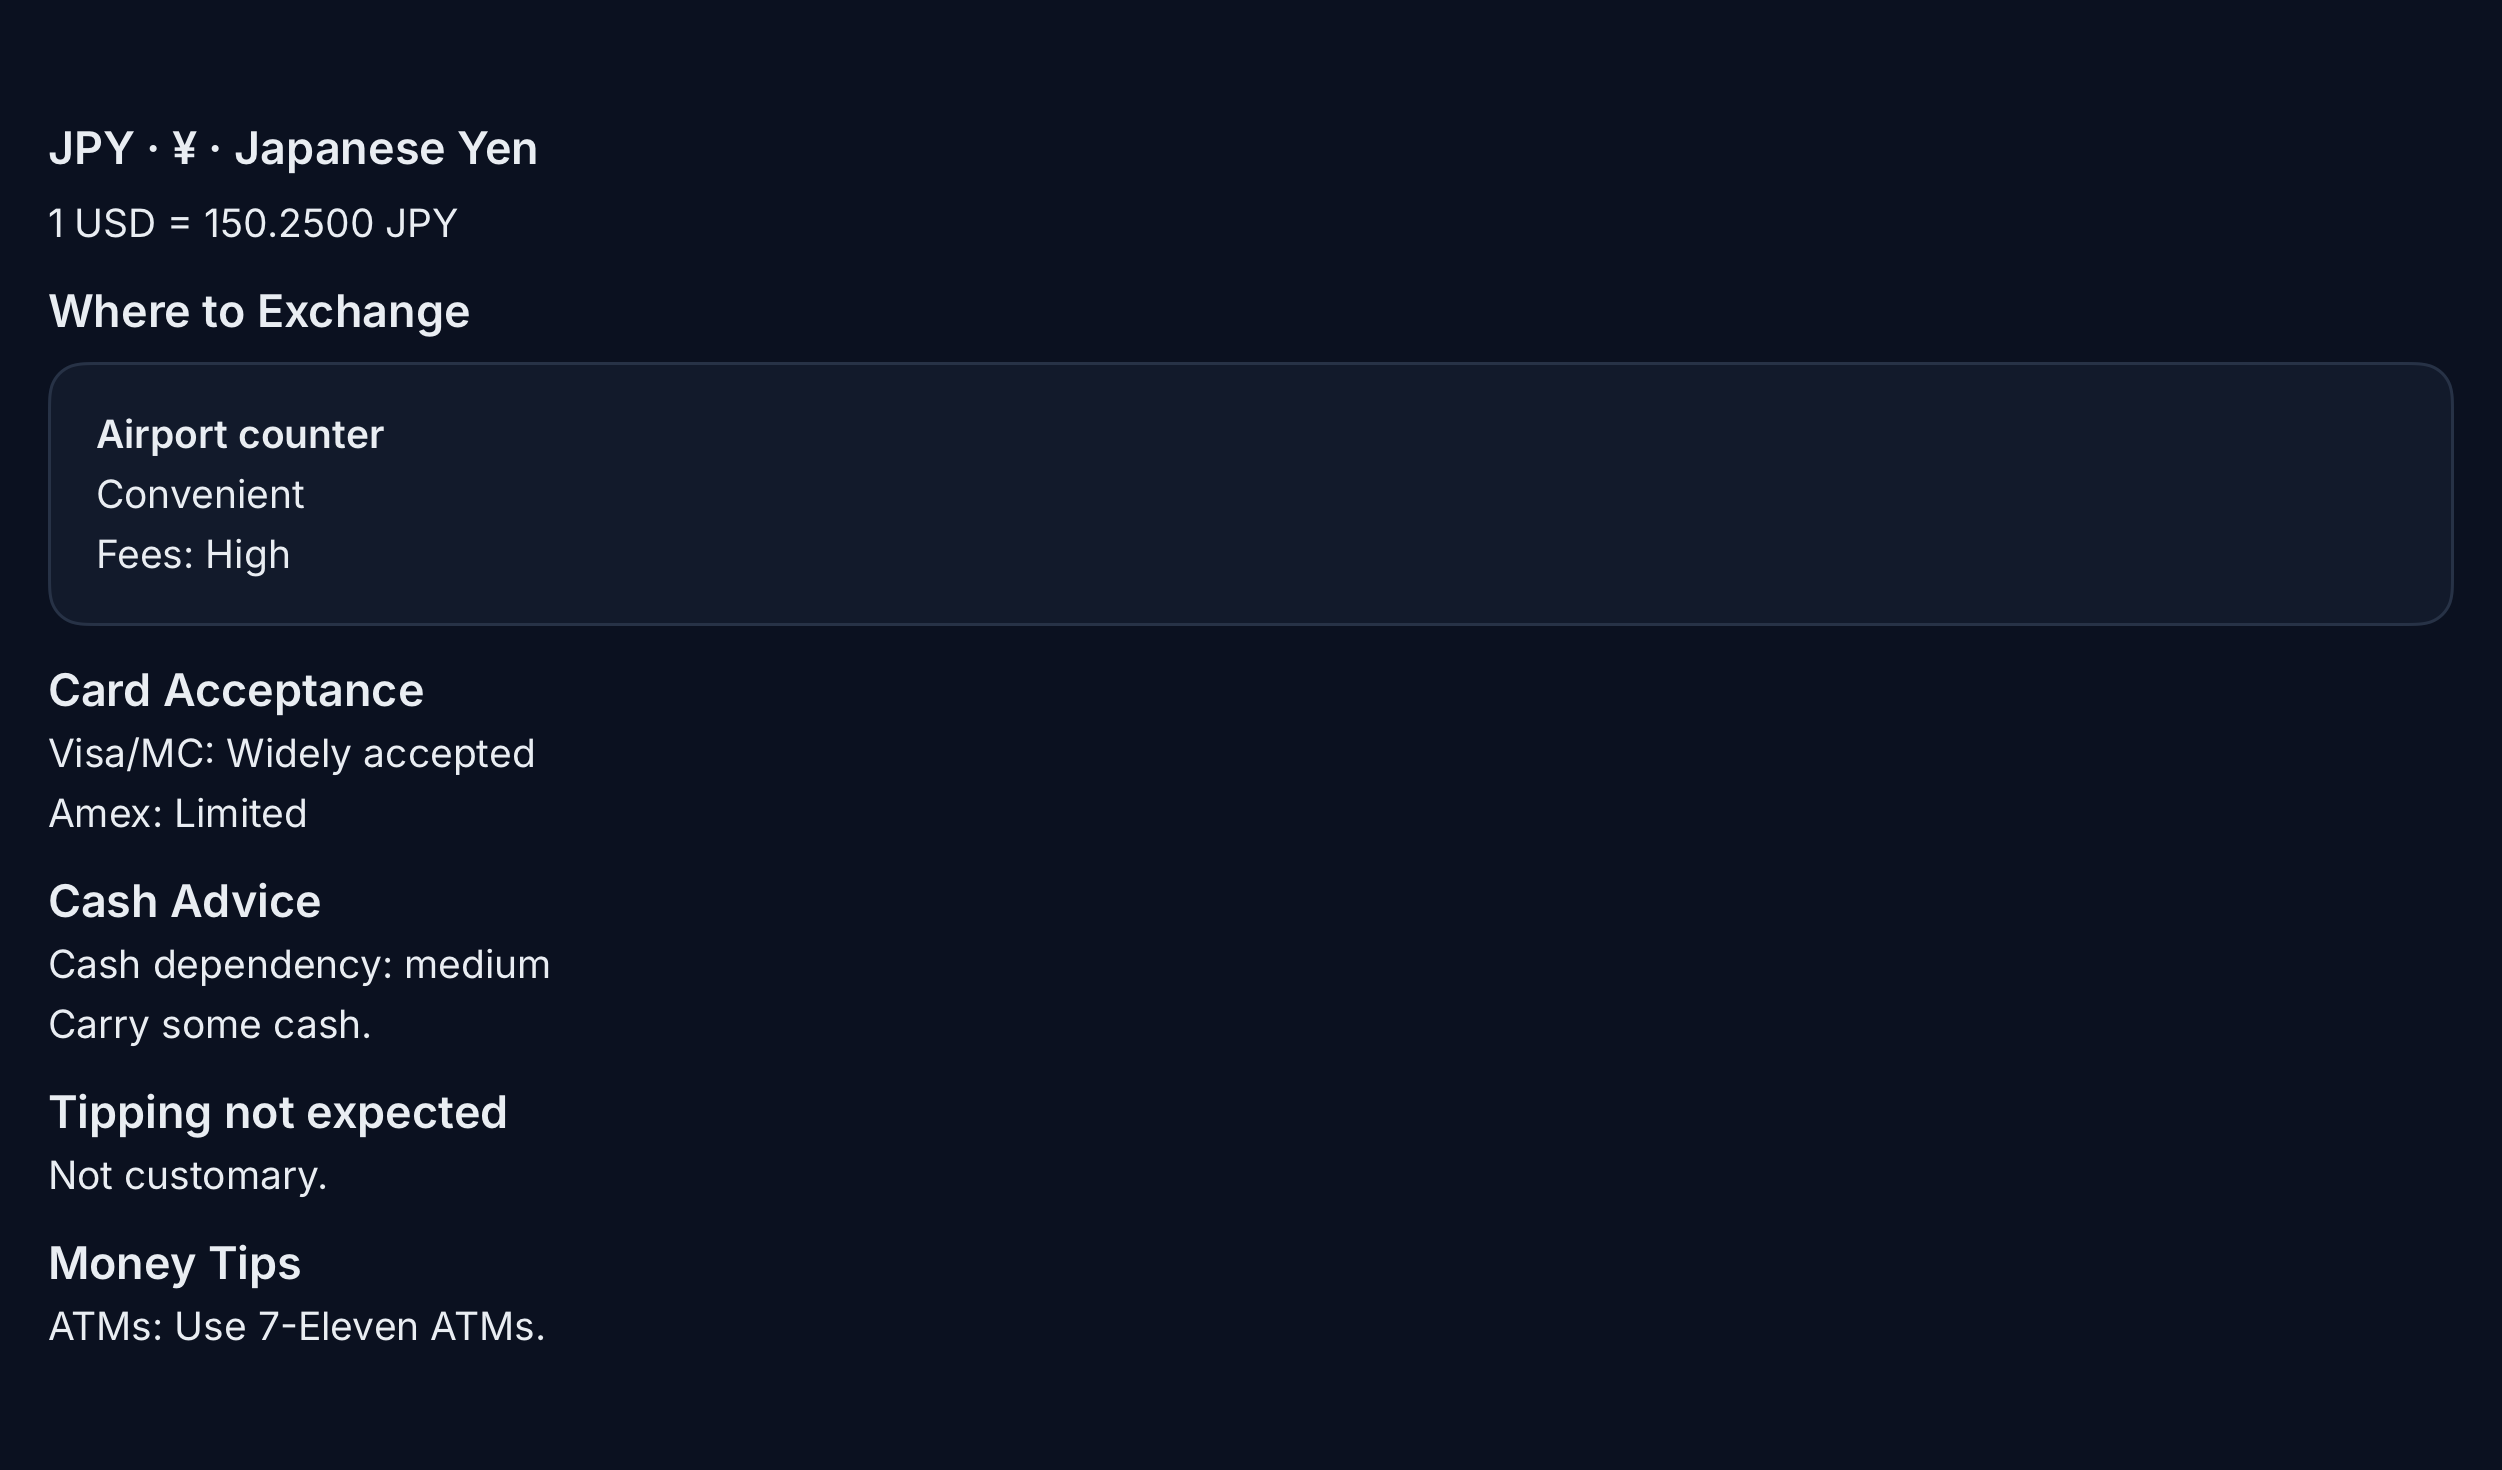 JPY · ¥ · Japanese Yen
1 USD = 150.2500 JPY
Where to Exchange
Airport counter
Convenient
Fees: High
Card Acceptance
Visa/MC: Widely accepted
Amex: Limited
Cash Advice
Cash dependency: medium
Carry some cash.
Tipping not expected
Not customary.
Money Tips
ATMs: Use 7-Eleven ATMs.